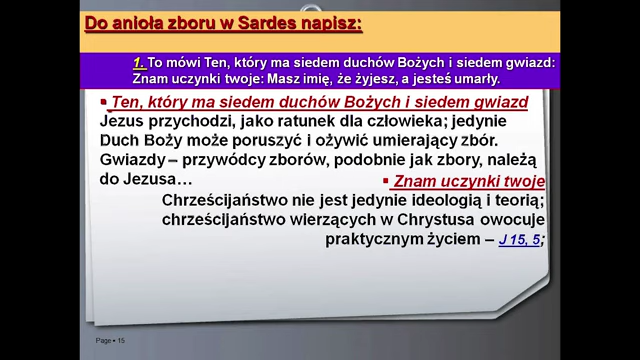 Do anioła zboru w Sardes napisz:
1. To mówi Ten, który ma siedem duchów Bożych i siedem gwiazd:
Znam uczynki twoje: Masz imię, że żyjesz, a jesteś umarły.
▪ Ten, który ma siedem duchów Bożych i siedem gwiazd
Jezus przychodzi, jako ratunek dla człowieka; jedynie
Duch Boży może poruszyć i ożywić umierający zbór.
Gwiazdy – przywódcy zborów, podobnie jak zbory, należą
do Jezusa…
▪ Znam uczynki twoje
Chrześcijaństwo nie jest jedynie ideologią i teorią;
chrześcijaństwo wierzących w Chrystusa owocuje
praktycznym życiem – J 15, 5;
Page ▪ 15